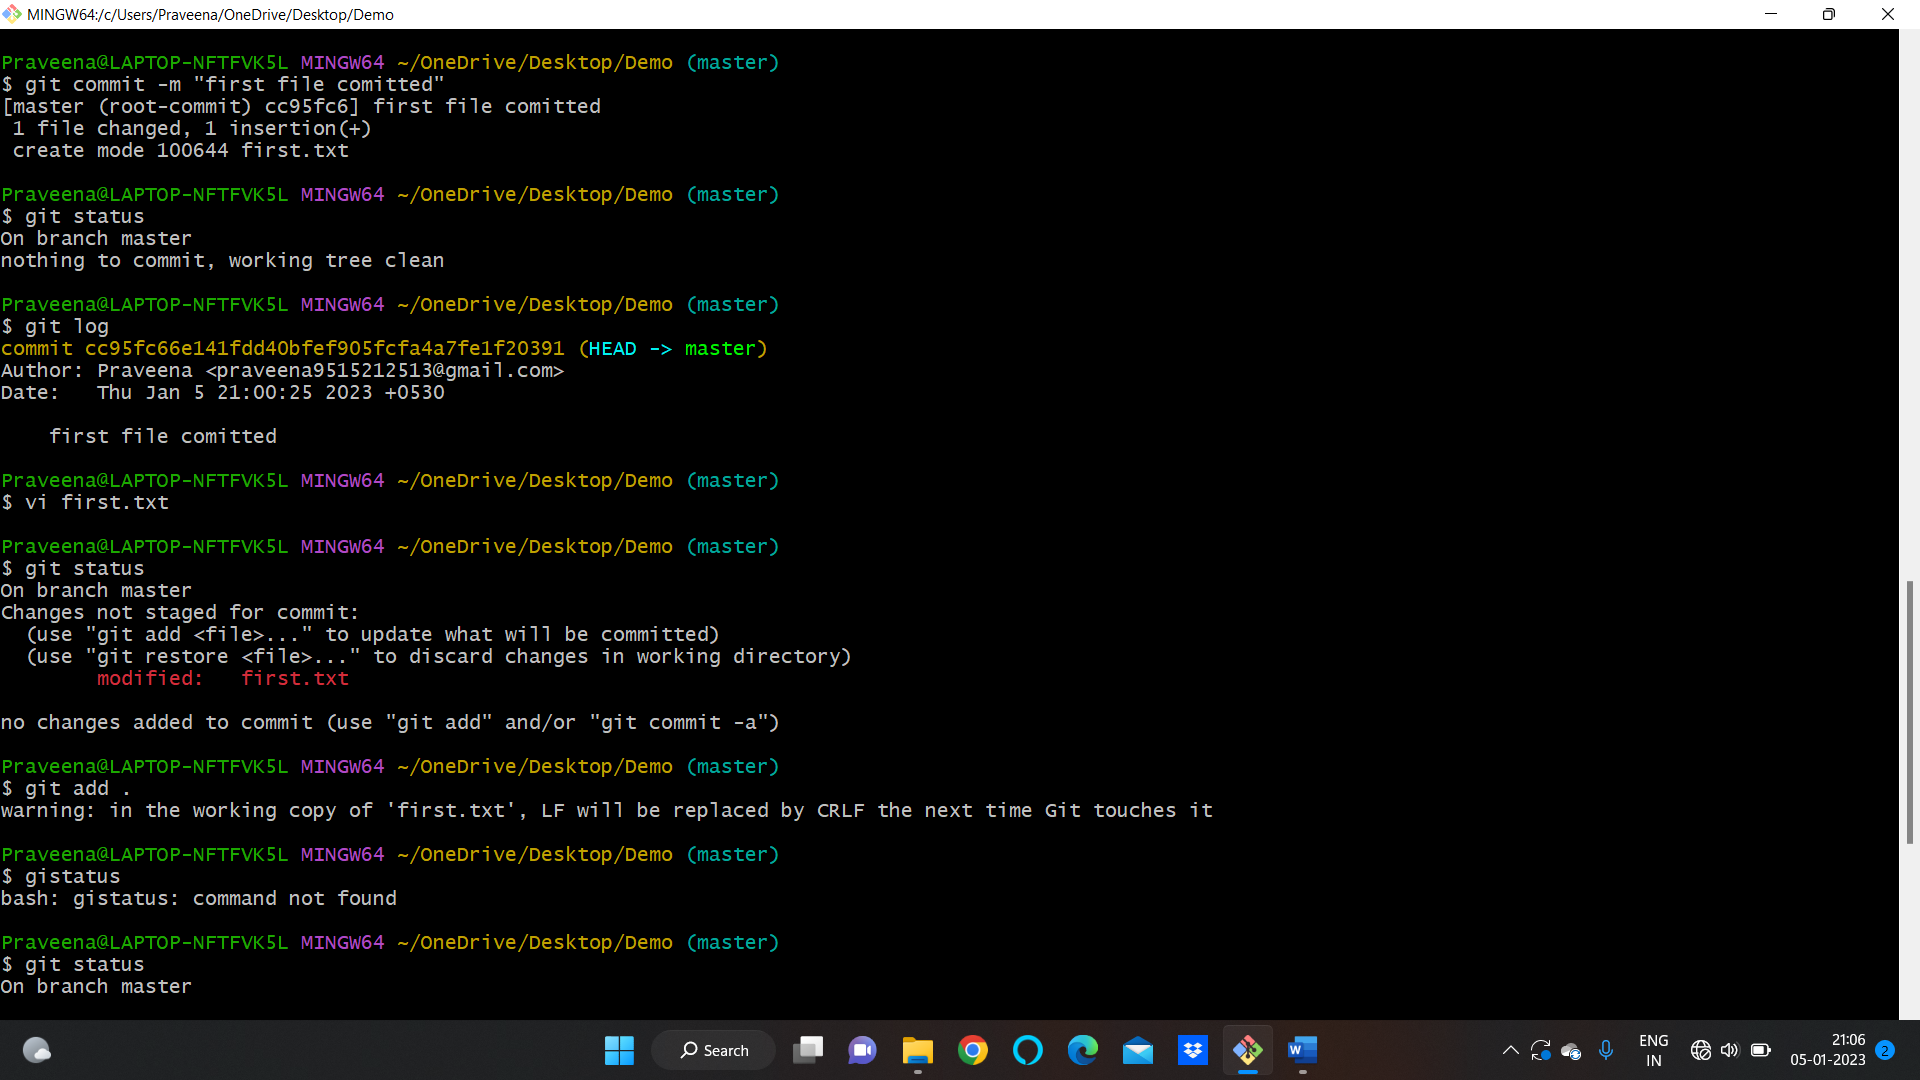 MINGW64:/c/Users/Praveena/OneDrive/Desktop/Demo
Praveena@LAPTOP-NFTFVK5L MINGW64 ~/OneDrive/Desktop/Demo (master)
$ git commit -m "first file comitted"
[master (root-commit) cc95fc6] first file comitted
 1 file changed, 1 insertion(+)
 create mode 100644 first.txt
Praveena@LAPTOP-NFTFVK5L MINGW64 ~/OneDrive/Desktop/Demo (master)
$ git status
On branch master
nothing to commit, working tree clean
Praveena@LAPTOP-NFTFVK5L MINGW64 ~/OneDrive/Desktop/Demo (master)
$ git log
commit cc95fc66e141fdd40bfef905fcfa4a7fe1f20391 (HEAD -> master)
Author: Praveena <praveena9515212513@gmail.com>
Date:   Thu Jan 5 21:00:25 2023 +0530
    first file comitted
Praveena@LAPTOP-NFTFVK5L MINGW64 ~/OneDrive/Desktop/Demo (master)
$ vi first.txt
Praveena@LAPTOP-NFTFVK5L MINGW64 ~/OneDrive/Desktop/Demo (master)
$ git status
On branch master
Changes not staged for commit:
  (use "git add <file>..." to update what will be committed)
  (use "git restore <file>..." to discard changes in working directory)
        modified:   first.txt
no changes added to commit (use "git add" and/or "git commit -a")
Praveena@LAPTOP-NFTFVK5L MINGW64 ~/OneDrive/Desktop/Demo (master)
$ git add .
warning: in the working copy of 'first.txt', LF will be replaced by CRLF the next time Git touches it
Praveena@LAPTOP-NFTFVK5L MINGW64 ~/OneDrive/Desktop/Demo (master)
$ gistatus
bash: gistatus: command not found
Praveena@LAPTOP-NFTFVK5L MINGW64 ~/OneDrive/Desktop/Demo (master)
$ git status
On branch master
Search
W
ENG
IN
21:06
05-01-2023
2